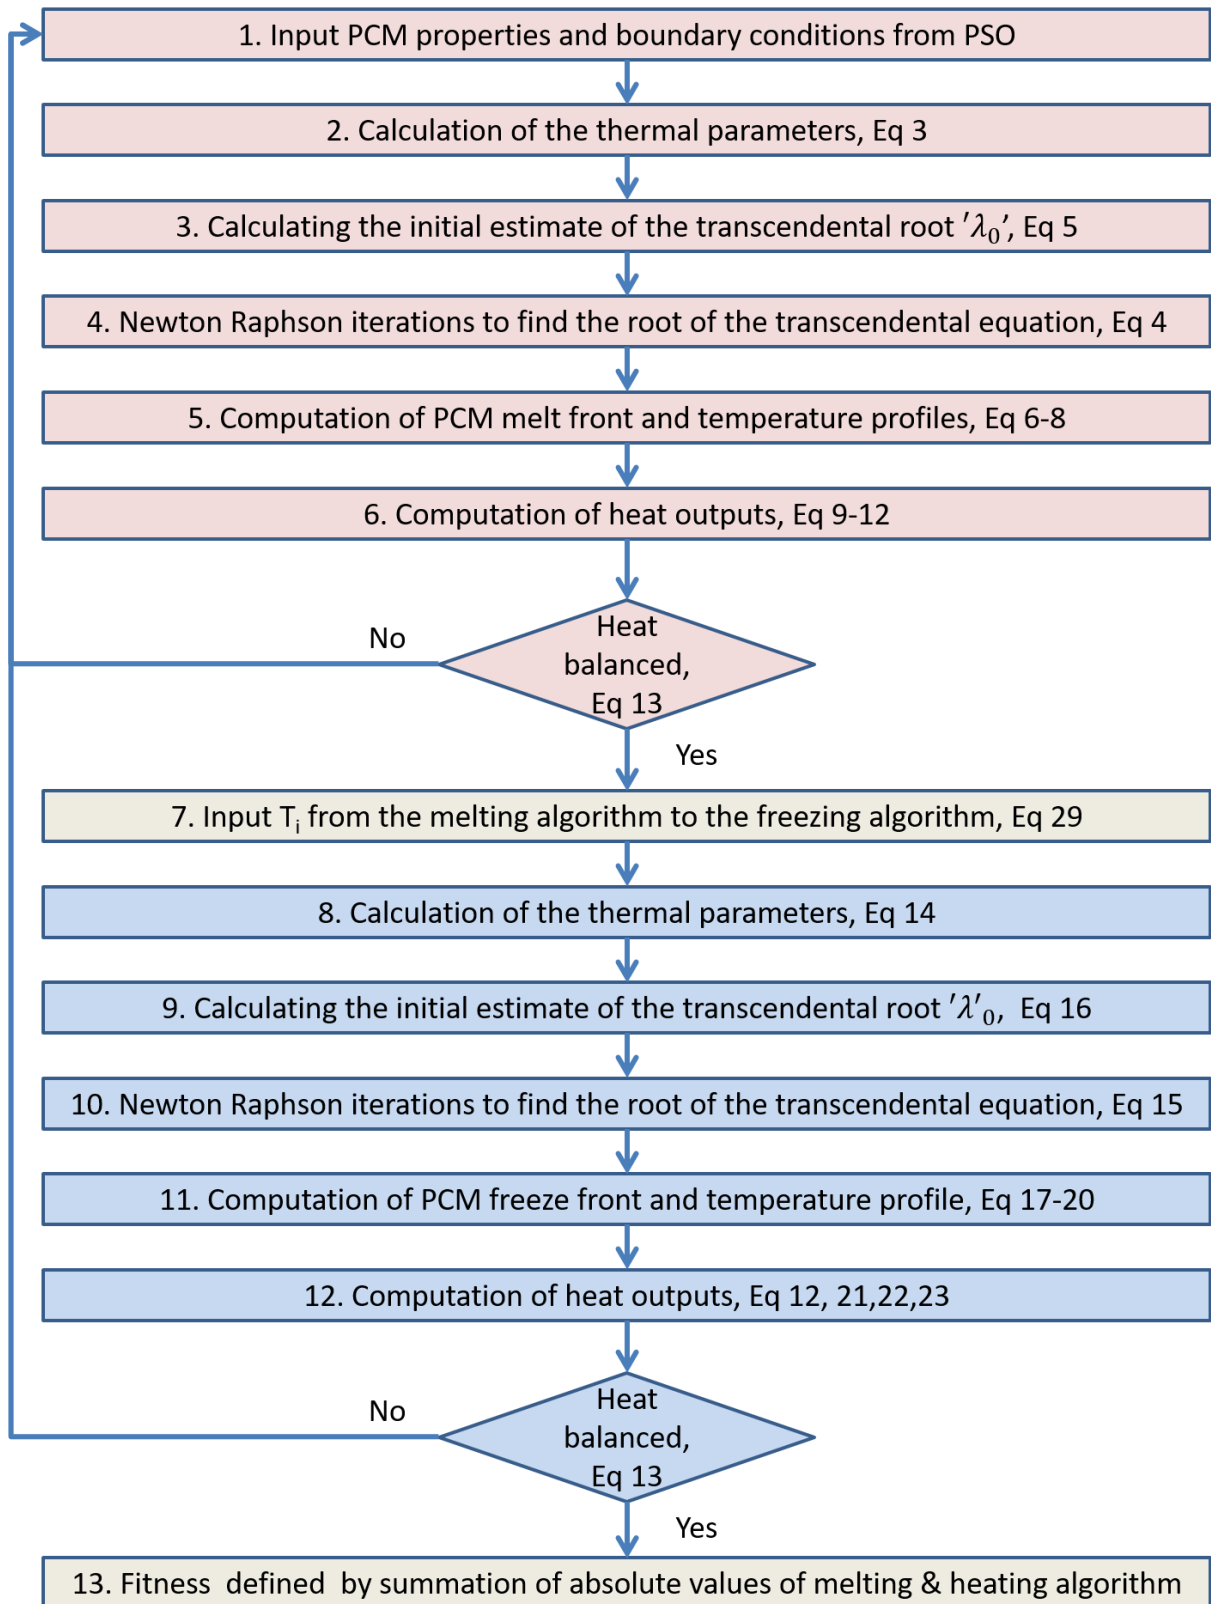 1. Input PCM properties and boundary conditions from PSO
2. Calculation of the thermal parameters, Eq 3
3. Calculating the initial estimate of the transcendental root ′λ₀’, Eq 5
4. Newton Raphson iterations to find the root of the transcendental equation, Eq 4
5. Computation of PCM melt front and temperature profiles, Eq 6-8
6. Computation of heat outputs, Eq 9-12
Heat
balanced,
Eq 13
No
Yes
7. Input Tᵢ from the melting algorithm to the freezing algorithm, Eq 29
8. Calculation of the thermal parameters, Eq 14
9. Calculating the initial estimate of the transcendental root ′λ′₀, Eq 16
10. Newton Raphson iterations to find the root of the transcendental equation, Eq 15
11. Computation of PCM freeze front and temperature profile, Eq 17-20
12. Computation of heat outputs, Eq 12, 21,22,23
Heat
balanced,
Eq 13
No
Yes
13. Fitness defined by summation of absolute values of melting & heating algorithm